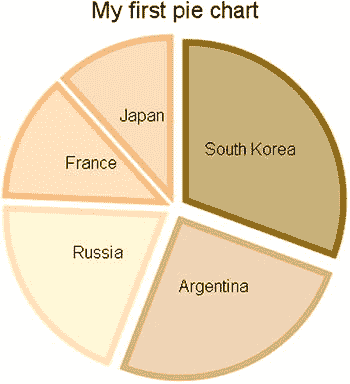 My first pie chart
Japan
South Korea
France
Russia
Argentina